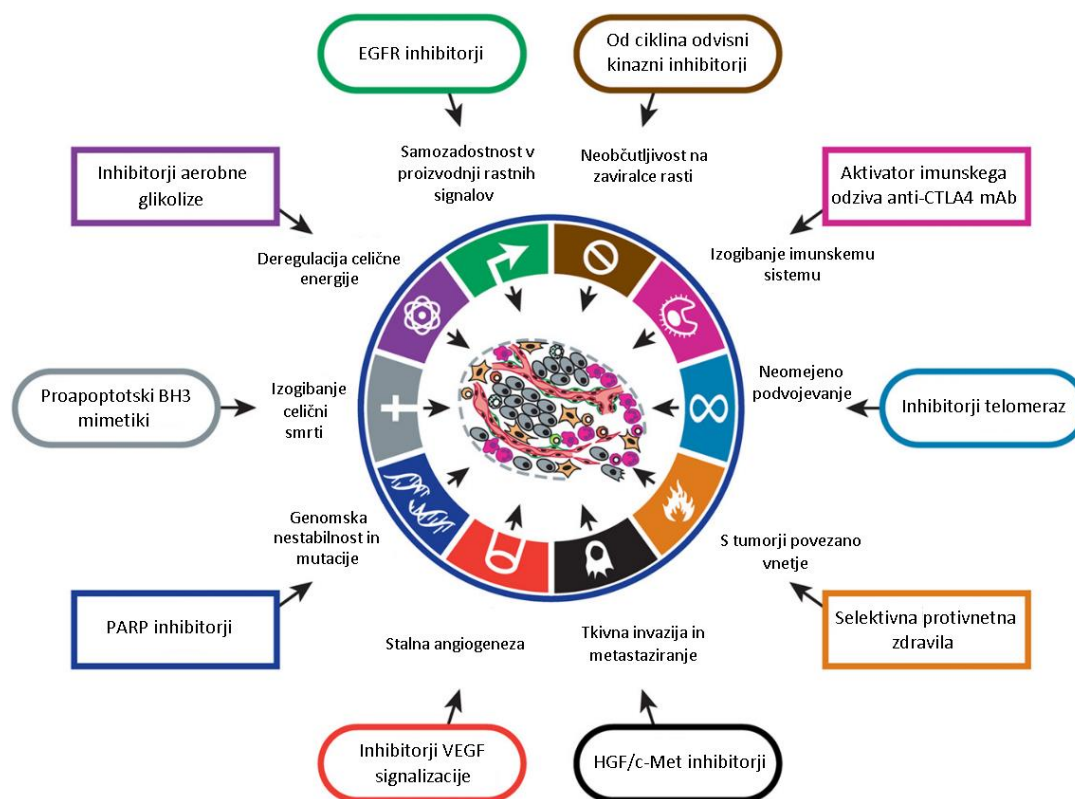 EGFR inhibitorji
Od ciklina odvisni
kinazni inhibitorji
Samozadostnost v
proizvodnji rastnih
signalov
Neobčutljivost na
zaviralce rasti
Inhibitorji aerobne
glikolize
Aktivator imunskega
odziva anti-CTLA4 mAb
Deregulacija celične
energije
Izogibanje imunskemu
sistemu
Proapoptotski BH3
mimetiki
Izogibanje
celični
smrti
Neomejeno
podvojevanje
Inhibitorji telomeraz
Genomska
nestabilnost in
mutacije
S tumorji povezano
vnetje
PARP inhibitorji
Selektivna protivnetna
zdravila
Stalna angiogeneza
Tkivna invazija in
metastaziranje
Inhibitorji VEGF
signalizacije
HGF/c-Met inhibitorji